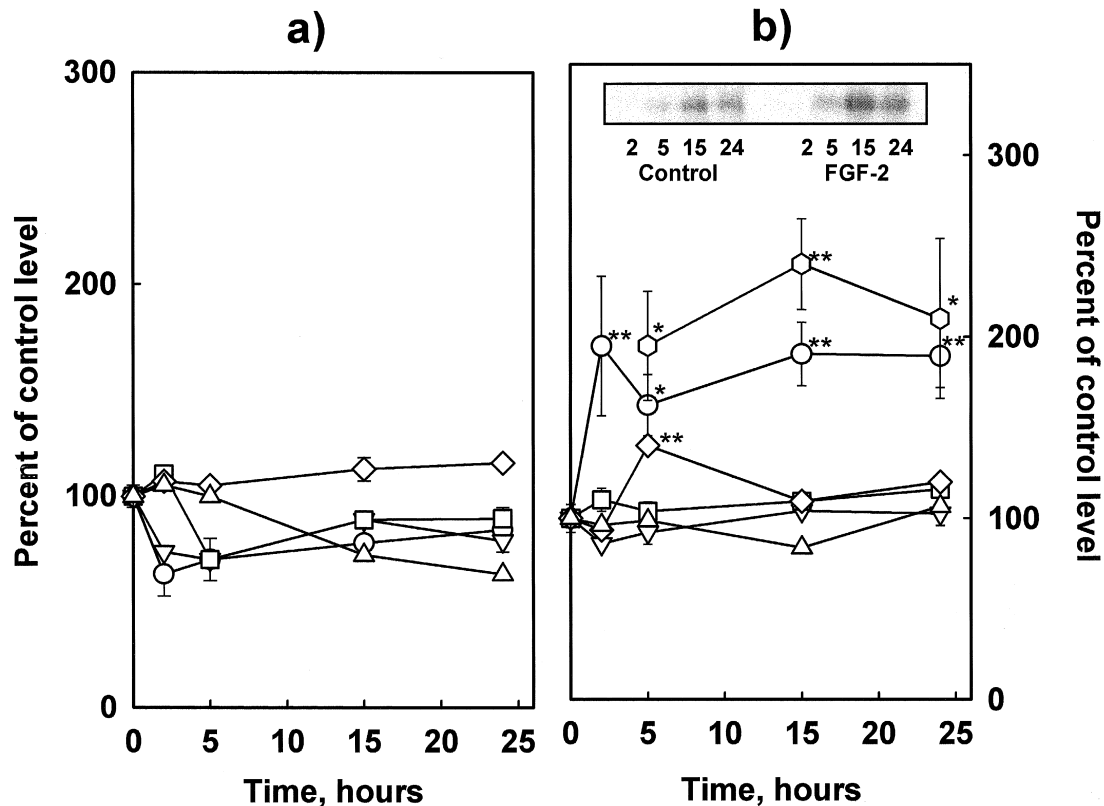 a)
300
200
100
0
0 5 10 15 20 25
Time, hours
Percent of control level
b)
2 5 15 24 2 5 15 24
Control FGF-2
** * ** *
* ** **
**
300
200
100
0
0 5 10 15 20 25
Time, hours
Percent of control level